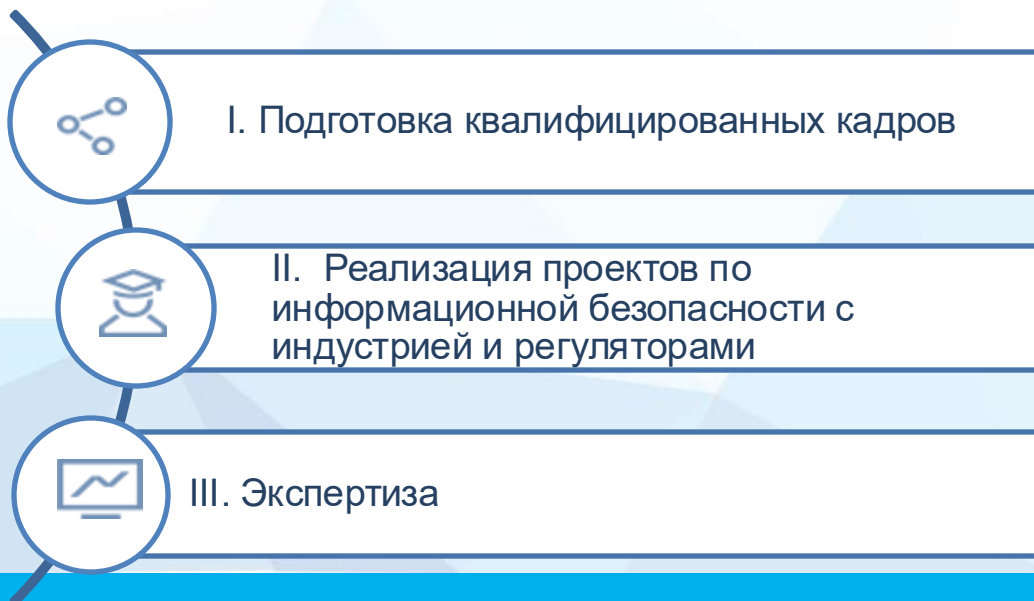 I. Подготовка квалифицированных кадров
II. Реализация проектов по
информационной безопасности с
индустрией и регуляторами
III. Экспертиза